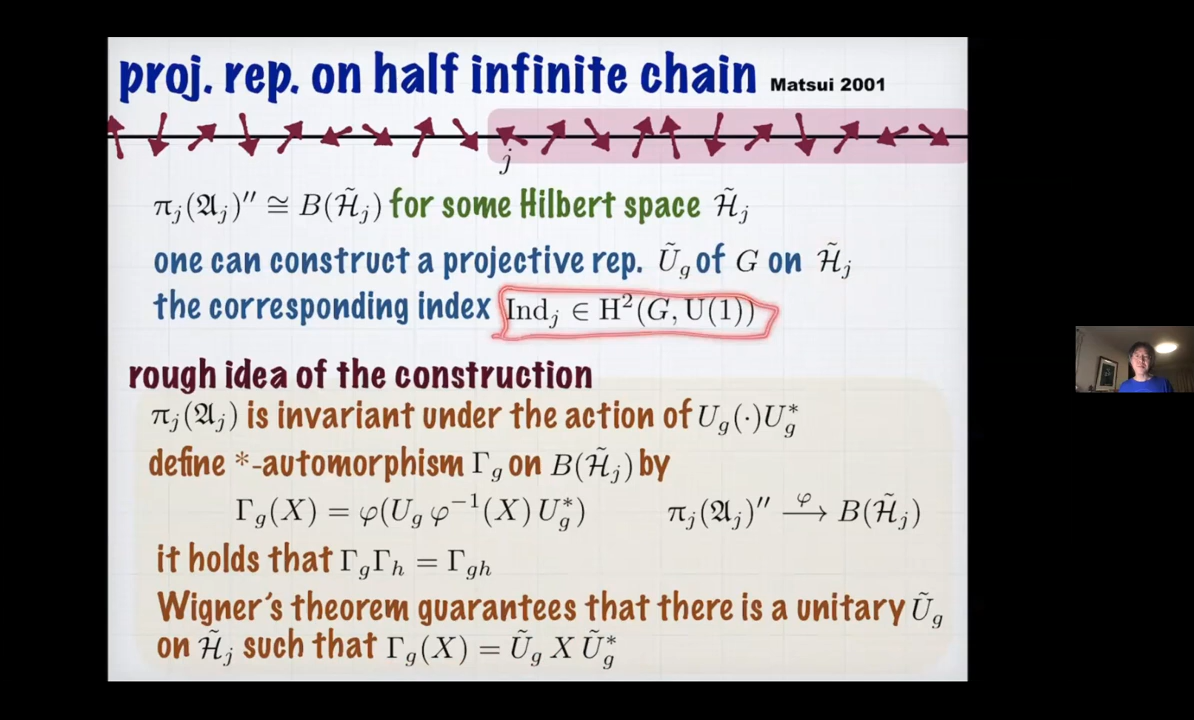 proj. rep. on half infinite chain Matsui 2001
j
π_j(𝔄_j)″ ≅ B(H̃_j) for some Hilbert space H̃_j
one can construct a projective rep. Ũ_g of G on H̃_j
the corresponding index Ind_j ∈ H²(G, U(1))
rough idea of the construction
π_j(𝔄_j) is invariant under the action of U_g(·)U_g^*
define *-automorphism Γ_g on B(H̃_j) by
Γ_g(X) = φ(U_g φ⁻¹(X) U_g^*) π_j(𝔄_j)″ —φ→ B(H̃_j)
it holds that Γ_gΓ_h = Γ_gh
Wigner's theorem guarantees that there is a unitary Ũ_g
on H̃_j such that Γ_g(X) = Ũ_g X Ũ_g^*